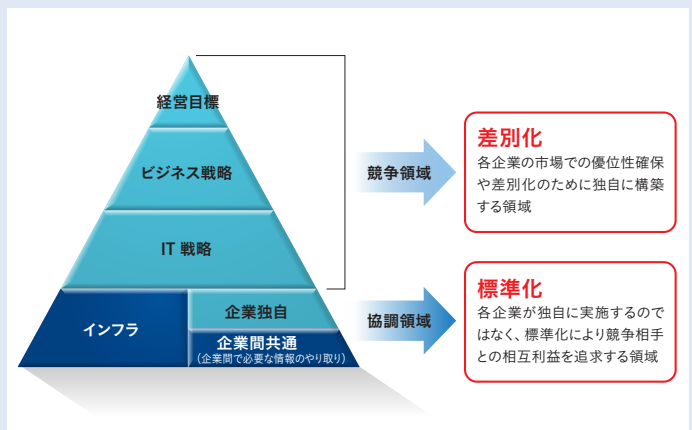 経営目標
ビジネス戦略
IT 戦略
インフラ
企業独自
企業間共通
(企業間で必要な情報のやり取り)
競争領域
差別化
各企業の市場での優位性確保
や差別化のために独自に構築
する領域
協調領域
標準化
各企業が独自に実施するので
はなく、標準化により競争相手
との相互利益を追求する領域